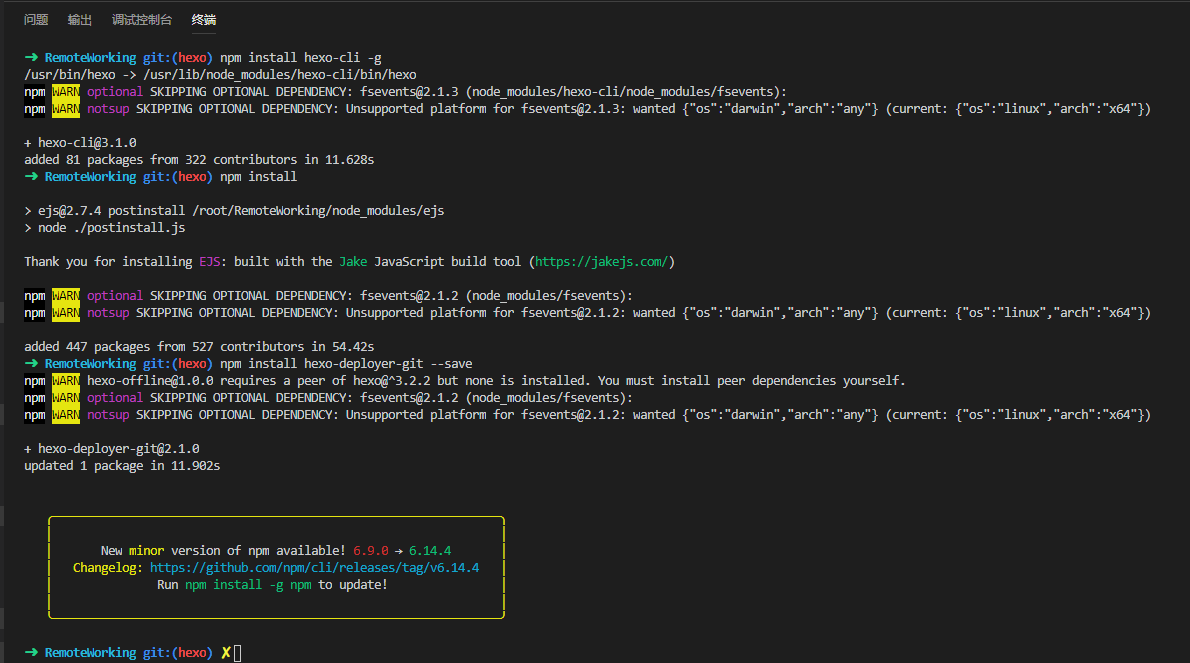 问题 输出 调试控制台 终端
➜ RemoteWorking git:(hexo) npm install hexo-cli -g
/usr/bin/hexo -> /usr/lib/node_modules/hexo-cli/bin/hexo
npm WARN optional SKIPPING OPTIONAL DEPENDENCY: fsevents@2.1.3 (node_modules/hexo-cli/node_modules/fsevents):
npm WARN notsup SKIPPING OPTIONAL DEPENDENCY: Unsupported platform for fsevents@2.1.3: wanted {"os":"darwin","arch":"any"} (current: {"os":"linux","arch":"x64"})
+ hexo-cli@3.1.0
added 81 packages from 322 contributors in 11.628s
➜ RemoteWorking git:(hexo) npm install
> ejs@2.7.4 postinstall /root/RemoteWorking/node_modules/ejs
> node ./postinstall.js
Thank you for installing EJS: built with the Jake JavaScript build tool (https://jakejs.com/)
npm WARN optional SKIPPING OPTIONAL DEPENDENCY: fsevents@2.1.2 (node_modules/fsevents):
npm WARN notsup SKIPPING OPTIONAL DEPENDENCY: Unsupported platform for fsevents@2.1.2: wanted {"os":"darwin","arch":"any"} (current: {"os":"linux","arch":"x64"})
added 447 packages from 527 contributors in 54.42s
➜ RemoteWorking git:(hexo) npm install hexo-deployer-git --save
npm WARN hexo-offline@1.0.0 requires a peer of hexo@^3.2.2 but none is installed. You must install peer dependencies yourself.
npm WARN optional SKIPPING OPTIONAL DEPENDENCY: fsevents@2.1.2 (node_modules/fsevents):
npm WARN notsup SKIPPING OPTIONAL DEPENDENCY: Unsupported platform for fsevents@2.1.2: wanted {"os":"darwin","arch":"any"} (current: {"os":"linux","arch":"x64"})
+ hexo-deployer-git@2.1.0
updated 1 package in 11.902s
New minor version of npm available! 6.9.0 → 6.14.4
Changelog: https://github.com/npm/cli/releases/tag/v6.14.4
Run npm install -g npm to update!
➜ RemoteWorking git:(hexo) ✗